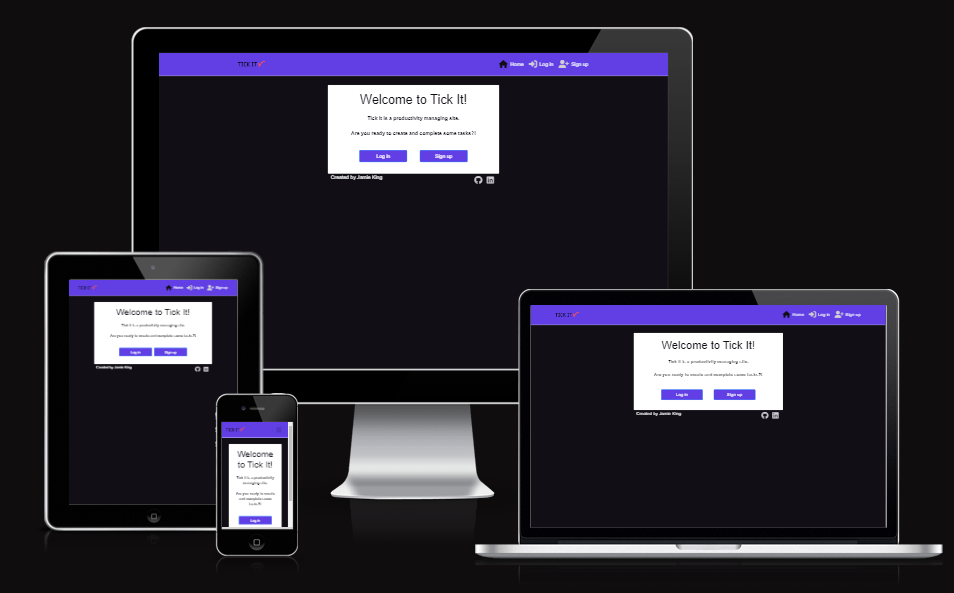 TICK IT
Home Log in Sign up
Welcome to Tick It!
Tick It is a productivity managing site.
Are you ready to create and complete some tasks?!
Log in Sign up
Created by Jamie King
TICK IT
Home Log in Sign up
Welcome to Tick It!
Tick It is a productivity managing site.
Are you ready to create and complete some tasks?!
Log in Sign up
Created by Jamie King
TICK IT
Welcome
to Tick It!
Tick It is a productivity
managing site.
Are you ready to create
and complete some
tasks?!
Log in
TICK IT
Home Log in Sign up
Welcome to Tick It!
Tick It is a productivity managing site.
Are you ready to create and complete some tasks?!
Log in Sign up
Created by Jamie King